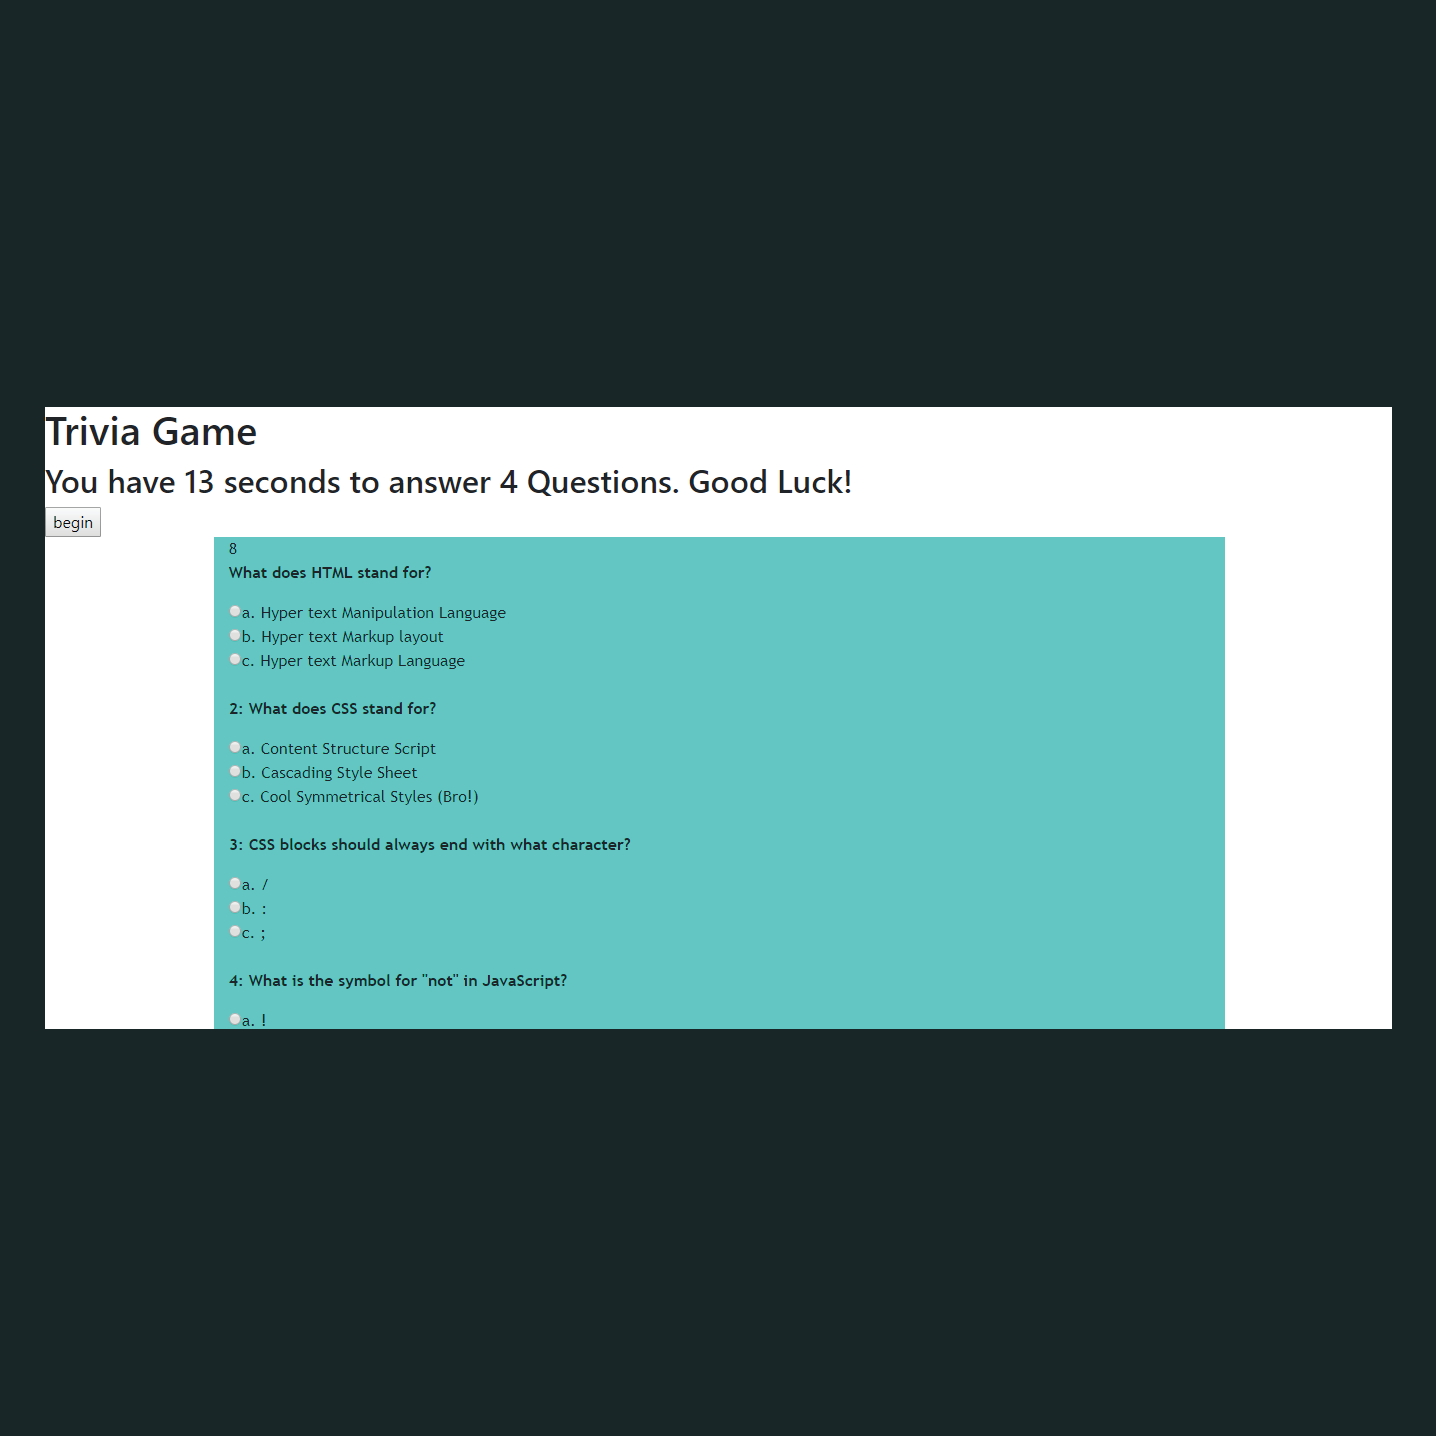 Trivia Game
You have 13 seconds to answer 4 Questions. Good Luck!
begin
8
What does HTML stand for?
a. Hyper text Manipulation Language
b. Hyper text Markup layout
c. Hyper text Markup Language
2: What does CSS stand for?
a. Content Structure Script
b. Cascading Style Sheet
c. Cool Symmetrical Styles (Bro!)
3: CSS blocks should always end with what character?
a. /
b. :
c. ;
4: What is the symbol for "not" in JavaScript?
a. !